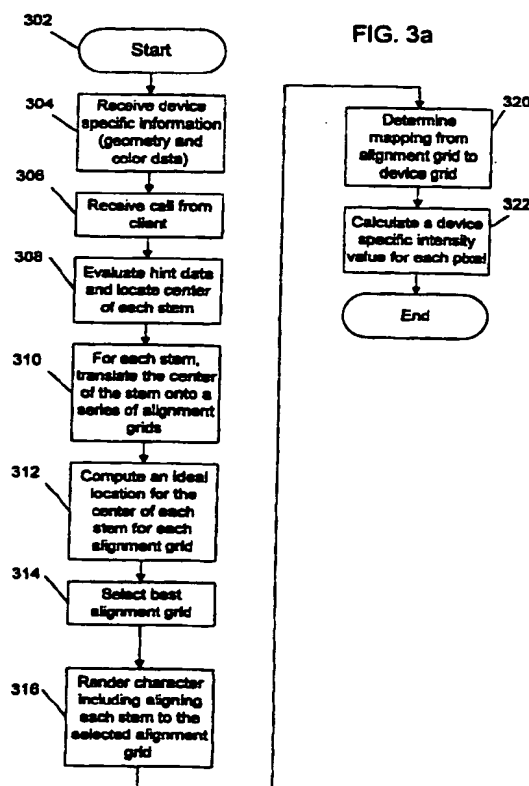 FIG. 3a
302
Start
304
Receive device
specific information
(geometry and
color data)
306
Receive call from
client
308
Evaluate hint data
and locate center
of each stem
310
For each stem,
translate the center
of the stem onto a
series of alignment
grids
312
Compute an ideal
location for the
center of each
stem for each
alignment grid
314
Select best
alignment grid
316
Render character
including aligning
each stem to the
selected alignment
grid
320
Determine
mapping from
alignment grid to
device grid
322
Calculate a device
specific intensity
value for each pixel
End